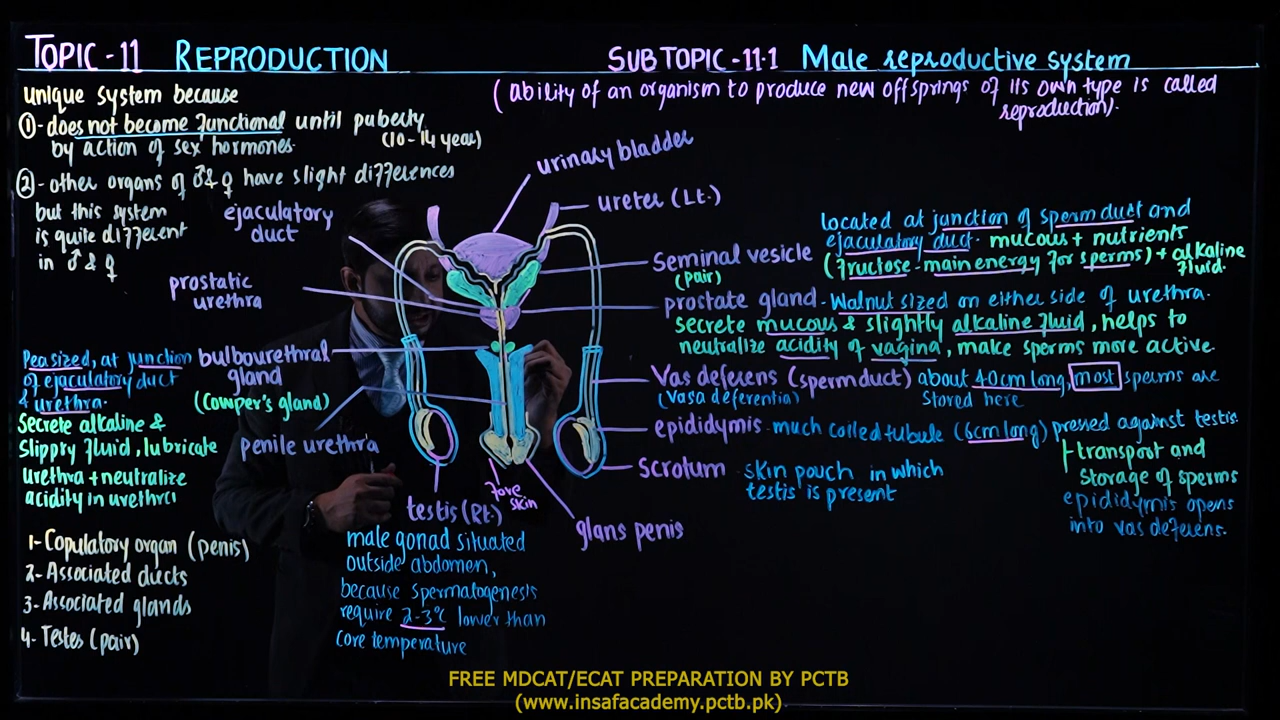 TOPIC-11 REPRODUCTION
SUBTOPIC-11.1 Male reproductive system
(ability of an organism to produce new offsprings of its own type is called
reproduction).
unique system because
①-does not become functional until puberty
(10-14 year)
by action of sex hormones.
②-other organs of ♂&♀ have slight differences
but this system
is quite different
in ♂ & ♀
ejaculatory
duct
prostatic
urethra
bulbourethral
gland
(Cowper's gland)
penile urethra
Pea sized, at junction
of ejaculatory duct
& urethra.
Secrete alkaline &
slippry fluid, lubricate
urethra + neutralize
acidity in urethra
1-Copulatory organ (penis)
2-Associated ducts
3-Associated glands
4-Testes (pair)
urinary bladder
ureter (Lt.)
Seminal vesicle
(pair)
located at junction of sperm duct and
ejaculatory duct. mucous + nutrients
(fructose-main energy for sperms) + alkaline
fluid.
prostate gland-Walnut sized on either side of urethra.
secrete mucous & slightly alkaline fluid, helps to
neutralize acidity of vagina, make sperms more active.
Vas deferens (sperm duct) about 40cm long, most sperms are
(Vasa deferentia) stored here
epididymis-much coiled tubule (6cm long) pressed against testis.
transport and
storage of sperms
epididymis opens
into vas deferens.
Scrotum-skin pouch in which
testis is present
fore
skin
glans penis
testis (Rt.)
male gonad situated
outside abdomen,
because spermatogenesis
require 2-3°C lower than
core temperature
FREE MDCAT/ECAT PREPARATION BY PCTB
(www.insafacademy.pctb.pk)